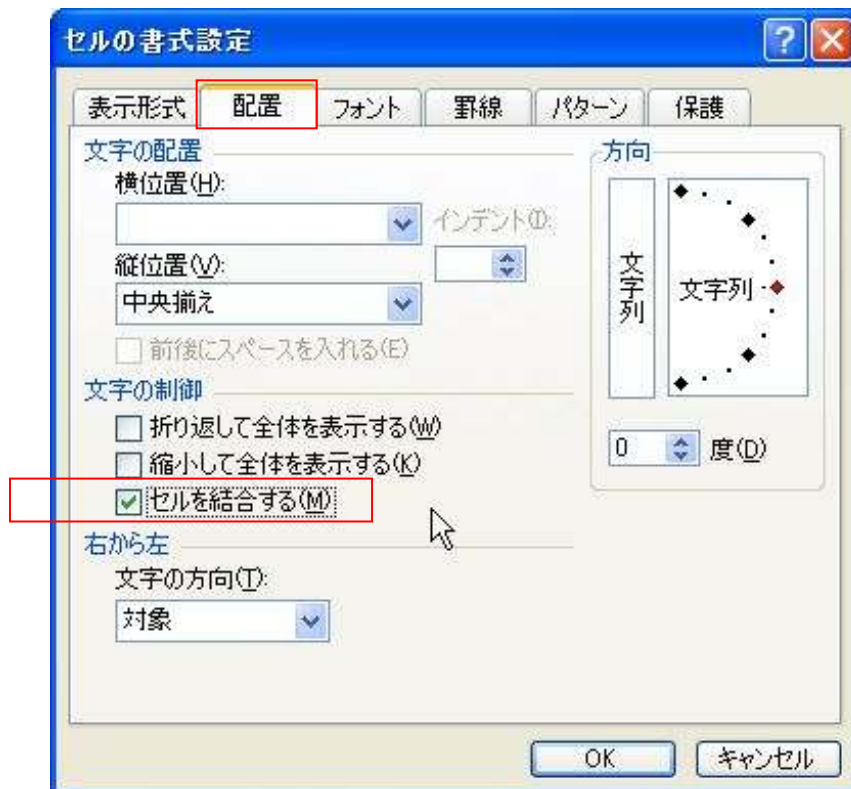 セルの書式設定
表示形式 配置 フォント 罫線 パターン 保護
文字の配置
横位置(H):
インデント(I):
縦位置(V):
中央揃え
前後にスペースを入れる(E)
文字の制御
折り返して全体を表示する(W)
縮小して全体を表示する(K)
セルを結合する(M)
右から左
文字の方向(T):
対象
方向
文字列
文字列
0 度(D)
OK キャンセル